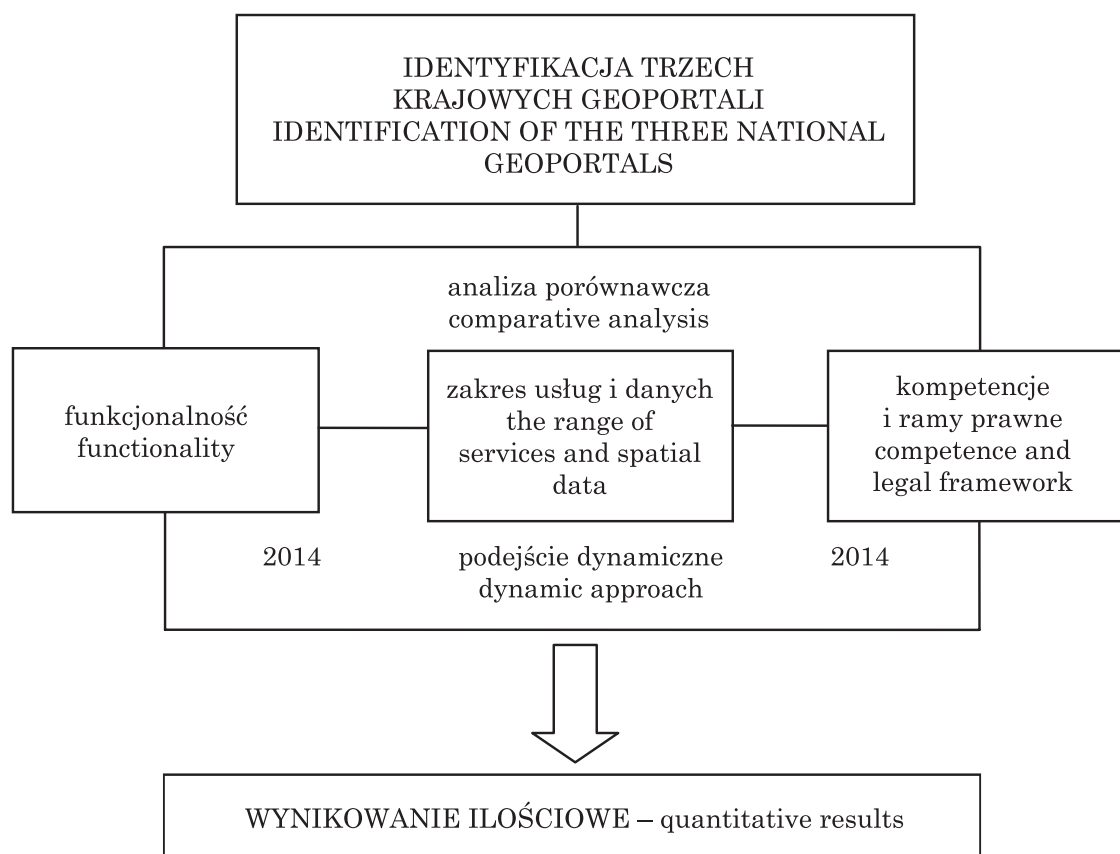 IDENTYFIKACJA TRZECH
KRAJOWYCH GEOPORTALI
IDENTIFICATION OF THE THREE NATIONAL
GEOPORTALS
analiza porównawcza
comparative analysis
funkcjonalność
functionality
zakres usług i danych
the range of
services and spatial
data
kompetencje
i ramy prawne
competence and
legal framework
2014
podejście dynamiczne
dynamic approach
2014
WYNIKOWANIE ILOŚCIOWE – quantitative results